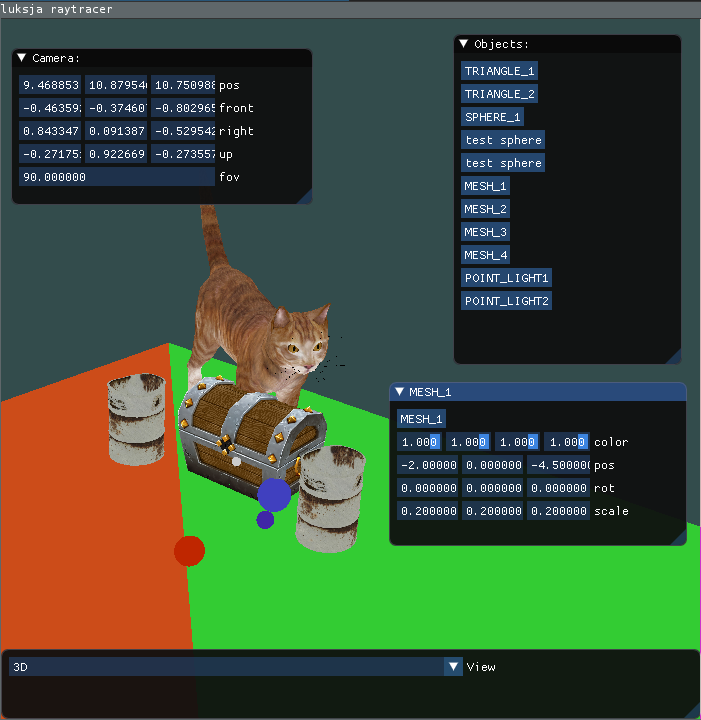 luksja raytracer
Camera:
9.468853 10.87954 10.75098 pos
-0.46359 -0.37460 -0.80296 front
0.843347 0.091387 -0.529542 right
-0.27175 0.922669 -0.273557 up
90.000000 fov
Objects:
TRIANGLE_1
TRIANGLE_2
SPHERE_1
test sphere
test sphere
MESH_1
MESH_2
MESH_3
MESH_4
POINT_LIGHT1
POINT_LIGHT2
MESH_1
MESH_1
1.000 1.000 1.000 1.000 color
-2.00000 0.000000 -4.50000 pos
0.000000 0.000000 0.000000 rot
0.200000 0.200000 0.200000 scale
3D View